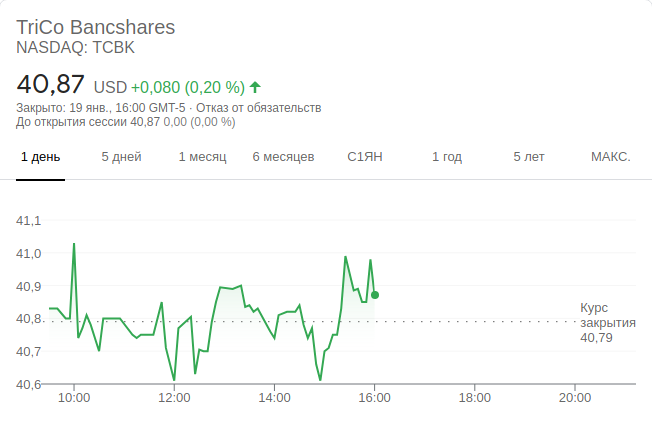 TriCo Bancshares
NASDAQ: TCBK
40,87 USD +0,080 (0,20 %)
Закрыто: 19 янв., 16:00 GMT-5 · Отказ от обязательств
До открытия сессии 40,87 0,00 (0,00 %)
1 день 5 дней 1 месяц 6 месяцев С1ЯН 1 год 5 лет МАКС.
41,1
41,0
40,9
40,8
40,7
40,6
Курс
закрытия
40,79
10:00 12:00 14:00 16:00 18:00 20:00